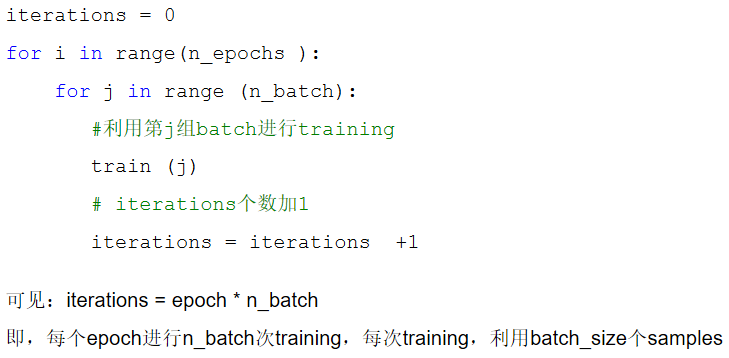 iterations = 0
for i in range(n_epochs ):
    for j in range (n_batch):
        #利用第j组batch进行training
        train (j)
        # iterations个数加1
        iterations = iterations  +1
可见：iterations = epoch * n_batch
即，每个epoch进行n_batch次training，每次training，利用batch_size个samples